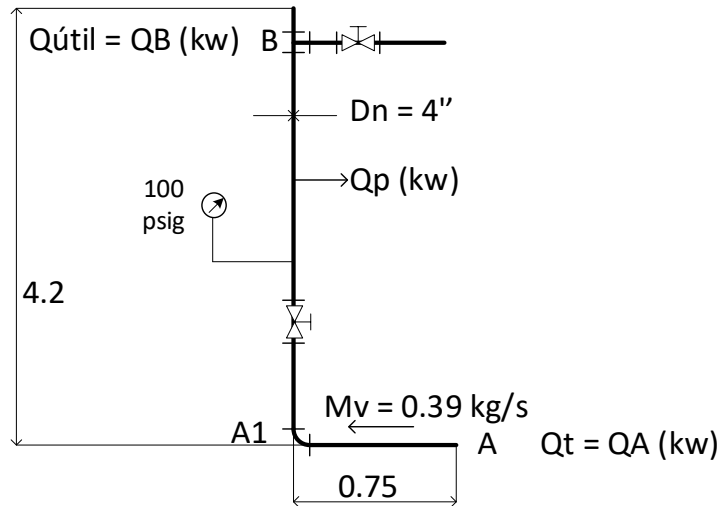 Qútil = QB (kw)
B
Dn = 4''
Qp (kw)
100
psig
4.2
Mv = 0.39 kg/s
A1
A
Qt = QA (kw)
0.75